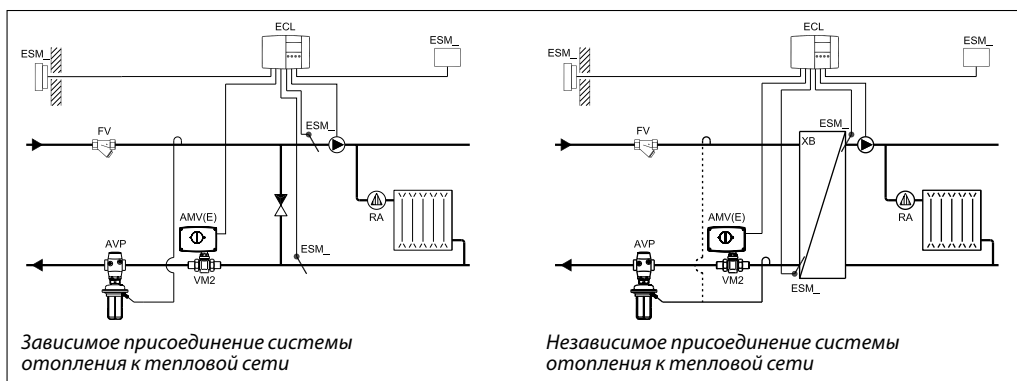 ECL
ESM_
ESM_
FV
ESM_
RA
AMV(E)
AVP
ESM_
VM2
Зависимое присоединение системы
отопления к тепловой сети
ECL
ESM_
ESM_
ESM_
FV
XB
RA
AMV(E)
AVP
VM2
ESM_
Независимое присоединение системы
отопления к тепловой сети